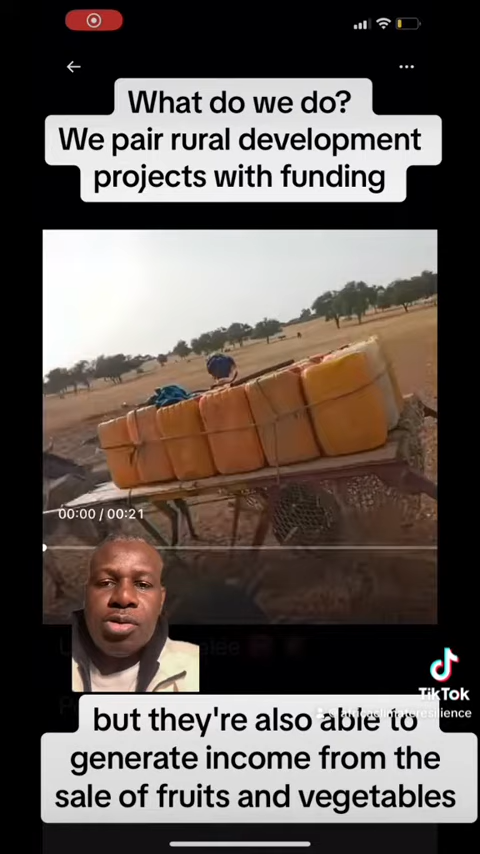 What do we do?
We pair rural development
projects with funding
00:00 / 00:21
TikTok
but they're also able to
generate income from the
sale of fruits and vegetables